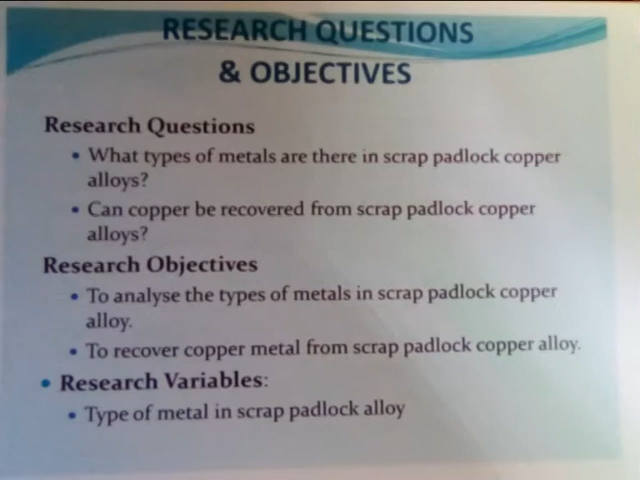 RESEARCH QUESTIONS
& OBJECTIVES
Research Questions
• What types of metals are there in scrap padlock copper
alloys?
• Can copper be recovered from scrap padlock copper
alloys?
Research Objectives
• To analyse the types of metals in scrap padlock copper
alloy.
• To recover copper metal from scrap padlock copper alloy.
• Research Variables:
• Type of metal in scrap padlock alloy